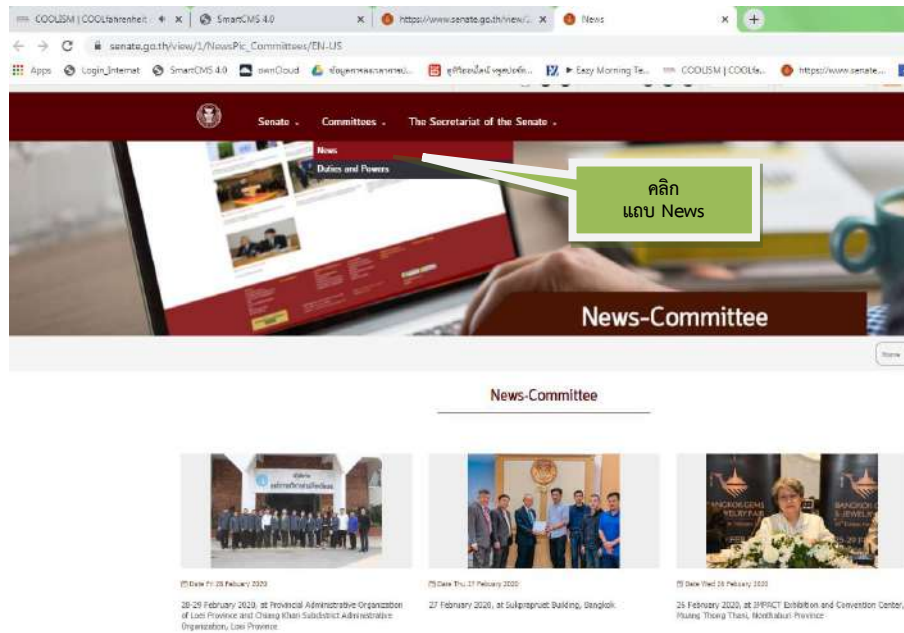 COOLISM | COOLfahrenheit
SmartCMS 4.0
https://www.senate.go.th/view/
News
senate.go.th/view/1/NewsPic_Committees/EN-US
Apps
Login_Internet
SmartCMS 4.0
ownCloud
Eazy Morning Te...
COOLISM | COOLfa...
https://www.senate...
Senate
Committees
The Secretariat of the Senate
News
Duties and Powers
คลิก
แถบ News
News-Committee
Home
News-Committee
Date Fri 28 Febuary 2020
28-29 February 2020, at Provincial Administrative Organization
of Loei Province and Chiang Khan Subdistrict Administrative
Organization, Loei Province
Date Thu 27 Febuary 2020
27 February 2020, at Sukprapruet Building, Bangkok.
Date Wed 26 Febuary 2020
26 February 2020, at IMPACT Exhibition and Convention Center,
Muang Thong Thani, Nonthaburi Province